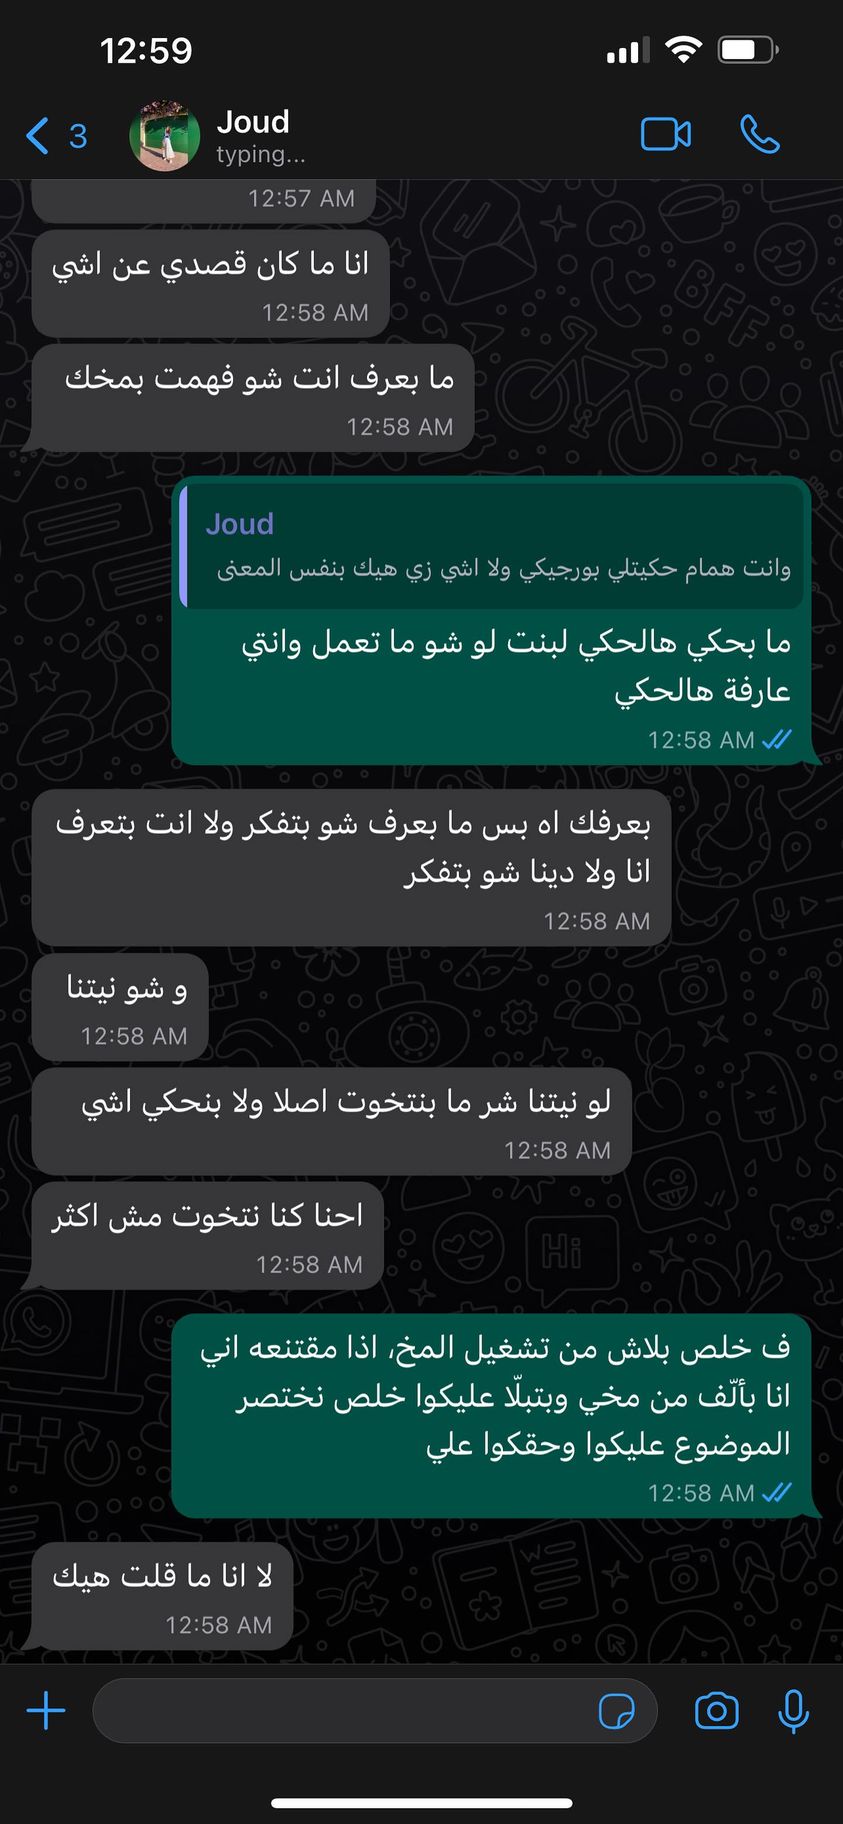 12:59
3
Joud
typing...
12:57 AM
انا ما كان قصدي عن اشي
12:58 AM
ما بعرف انت شو فهمت بمخك
12:58 AM
Joud
وانت همام حكيتلي بورجيكي ولا اشي زي هيك بنفس المعنى
ما بحكي هالحكي لبنت لو شو ما تعمل وانتي
عارفة هالحكي
12:58 AM
بعرفك اه بس ما بعرف شو بتفكر ولا انت بتعرف
انا ولا دينا شو بتفكر
12:58 AM
و شو نيتنا
12:58 AM
لو نيتنا شر ما بنتخوت اصلا ولا بنحكي اشي
12:58 AM
احنا كنا نتخوت مش اكثر
12:58 AM
ف خلص بلاش من تشغيل المخ، اذا مقتنعه اني
انا بألّف من مخي وبتبلّا عليكوا خلص نختصر
الموضوع عليكوا وحقكوا علي
12:58 AM
لا انا ما قلت هيك
12:58 AM